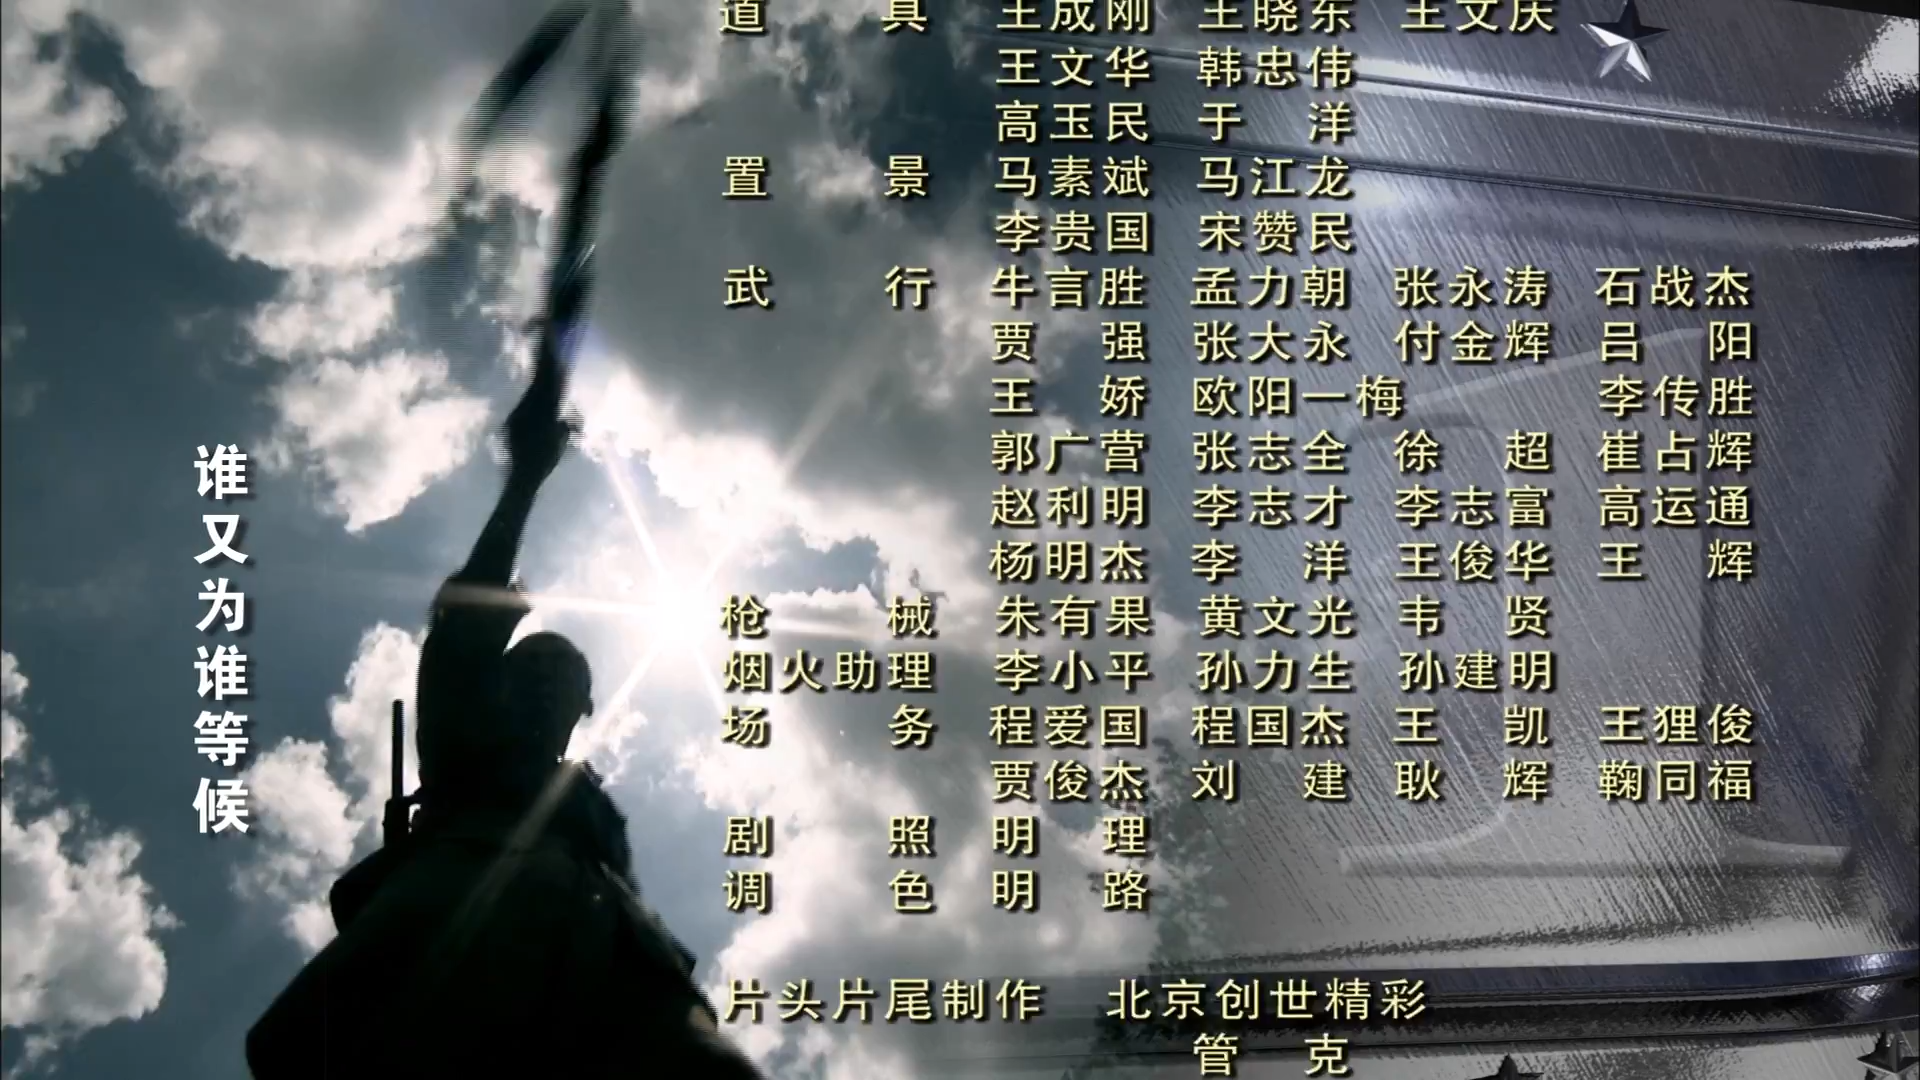 道具 王成刚 王晓东 王文庆
王文华 韩忠伟
高玉民 于洋
置景 马素斌 马江龙
李贵国 宋赞民
武行 牛言胜 孟力朝 张永涛 石战杰
贾强 张大永 付金辉 吕阳
王娇 欧阳一梅 李传胜
郭广营 张志全 徐超 崔占辉
赵利明 李志才 李志富 高运通
杨明杰 李洋 王俊华 王辉
枪械 朱有果 黄文光 韦贤
烟火助理 李小平 孙力生 孙建明
场务 程爱国 程国杰 王凯 王狸俊
贾俊杰 刘建 耿辉 鞠同福
剧照 明理
调色 明路
片头片尾制作 北京创世精彩
管克
谁又为谁等候